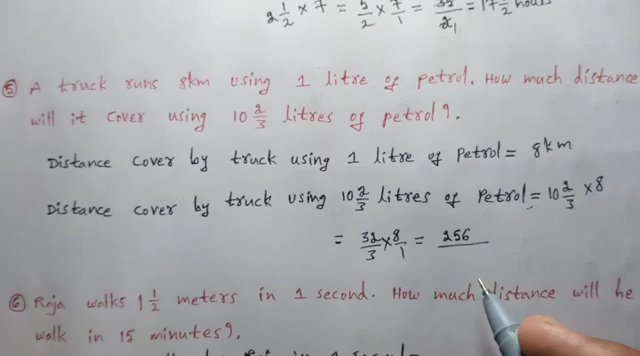 2 1/2 × 7 = 5/2 × 7/1 = 35/2 = 17 1/2 hours
⑤ A truck runs 8km using 1 litre of petrol. How much distance
will it cover using 10 2/3 litres of petrol?.
Distance cover by truck using 1 litre of Petrol = 8km
Distance cover by truck using 10 2/3 litres of Petrol = 10 2/3 × 8
= 32/3 × 8/1 = 256
⑥ Raja walks 1 1/2 meters in 1 second. How much distance will he
walk in 15 minutes?.